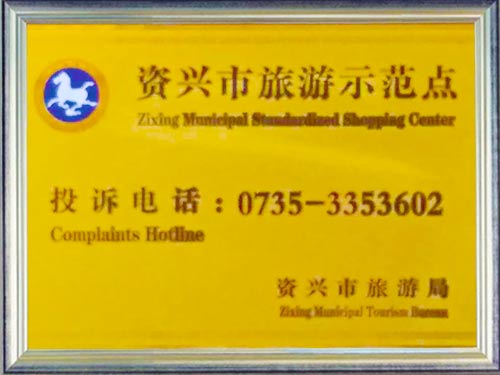 资兴市旅游示范点
Zixing Municipal Standardized Shopping Center
投诉电话：0735-3353602
Complaints Hotline
资兴市旅游局
Zixing Municipal Tourism Bureau